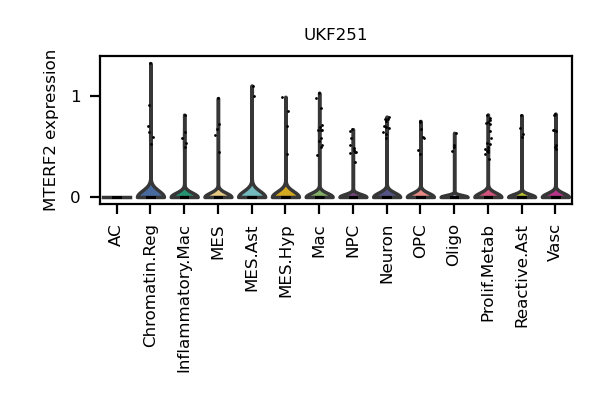 UKF251
MTERF2 expression
1
0
AC
Chromatin.Reg
Inflammatory.Mac
MES
MES.Ast
MES.Hyp
Mac
NPC
Neuron
OPC
Oligo
Prolif.Metab
Reactive.Ast
Vasc